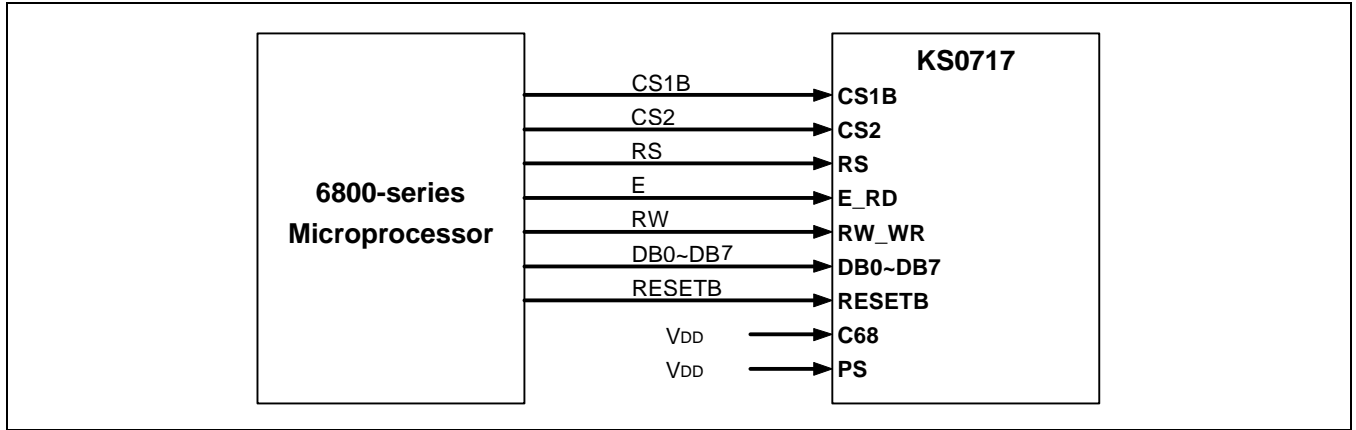 KS0717
CS1B
CS1B
CS2
CS2
RS
RS
6800-series
Microprocessor
E
E_RD
RW
RW_WR
DB0~DB7
DB0~DB7
RESETB
RESETB
VDD
C68
VDD
PS